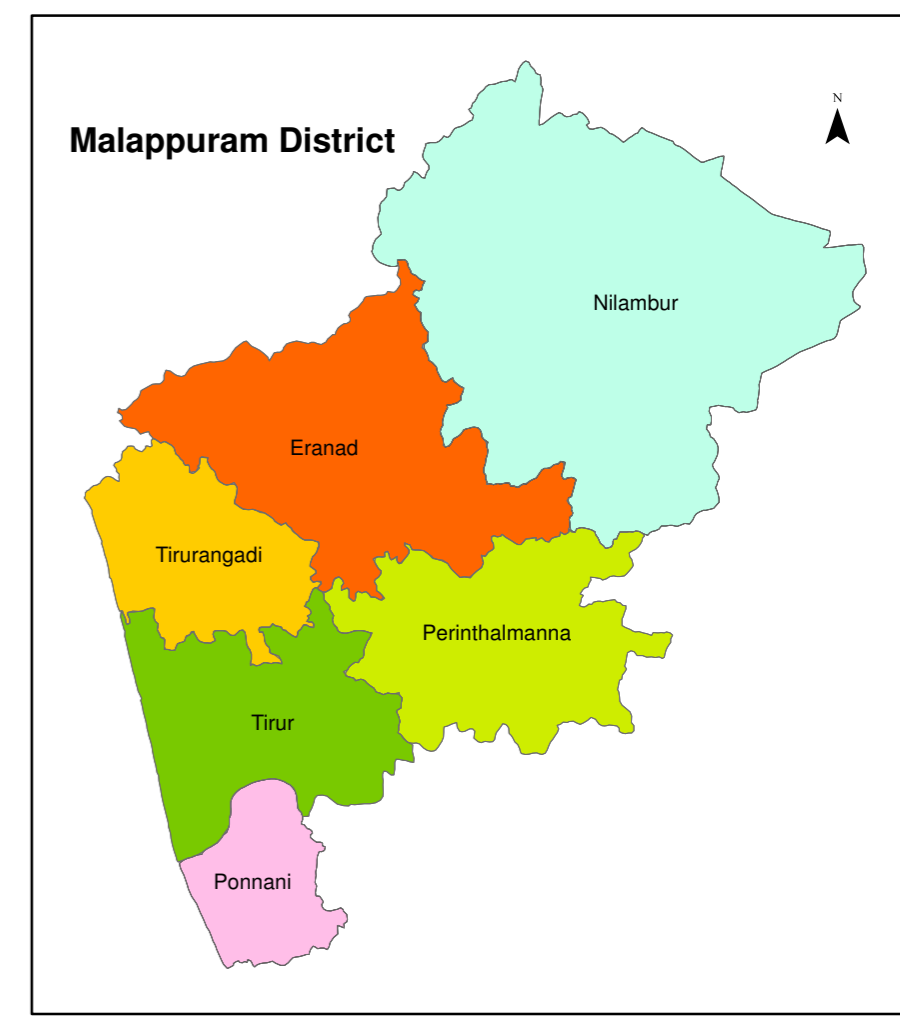 N
Malappuram District
Nilambur
Eranad
Tirurangadi
Perinthalmanna
Tirur
Ponnani